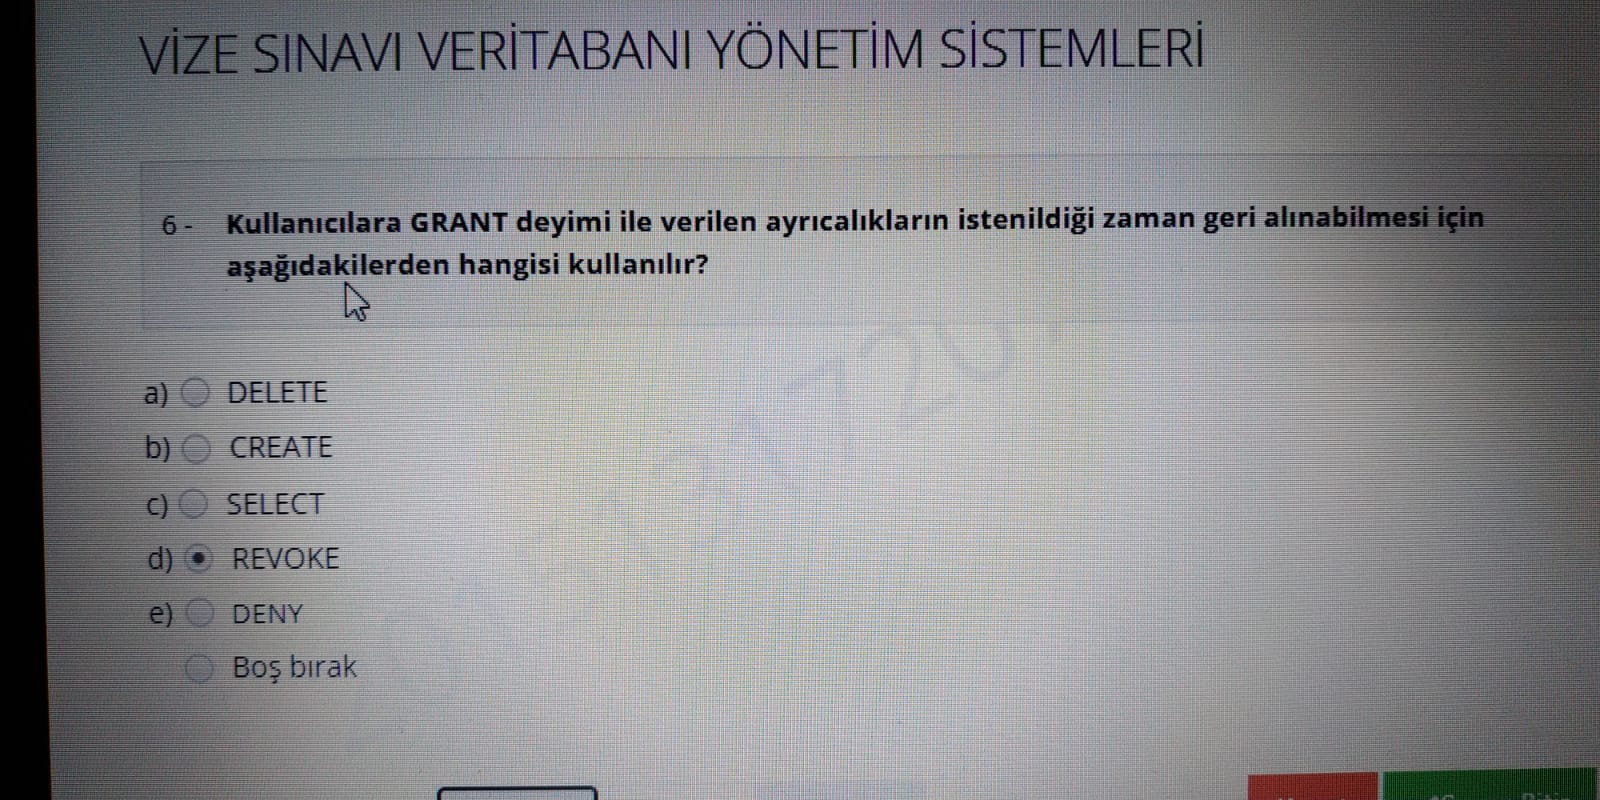 VİZE SINAVI VERİTABANI YÖNETİM SİSTEMLERİ
6 - Kullanıcılara GRANT deyimi ile verilen ayrıcalıkların istenildiği zaman geri alınabilmesi için
aşağıdakilerden hangisi kullanılır?
a) DELETE
b) CREATE
c) SELECT
d) REVOKE
e) DENY
Boş bırak